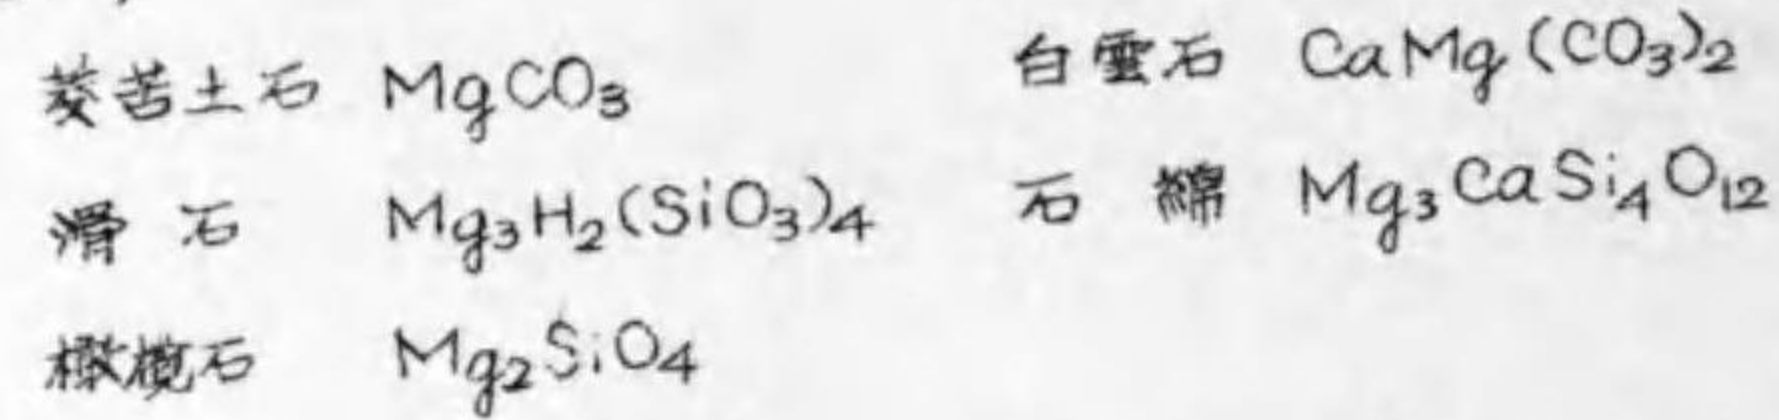 菱苦土石 MgCO₃ 白雲石 CaMg(CO₃)₂
滑石 Mg₃H₂(SiO₃)₄ 石綿 Mg₃CaSi₄O₁₂
橄欖石 Mg₂SiO₄